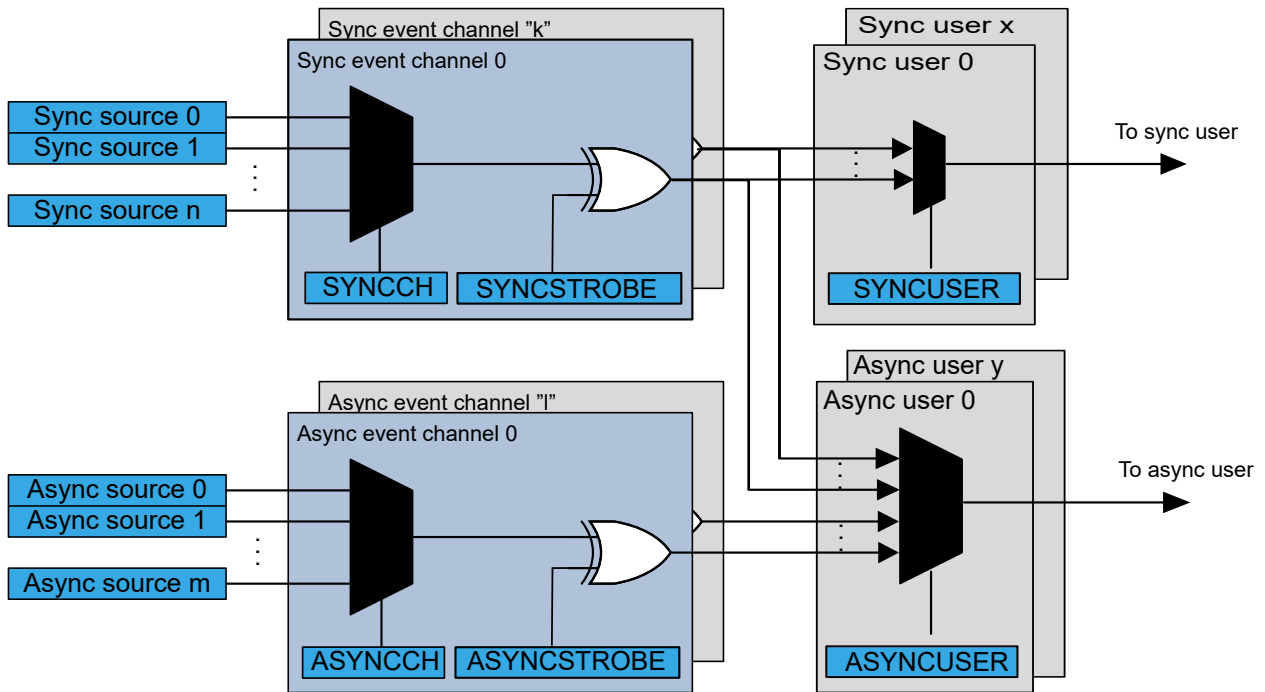 Sync event channel ”k”
Sync event channel 0
Sync source 0
Sync source 1
Sync source n
SYNCCH
SYNCSTROBE
Sync user x
Sync user 0
SYNCUSER
To sync user
Async event channel ”l”
Async event channel 0
Async source 0
Async source 1
Async source m
ASYNCCH
ASYNCSTROBE
Async user y
Async user 0
ASYNCUSER
To async user